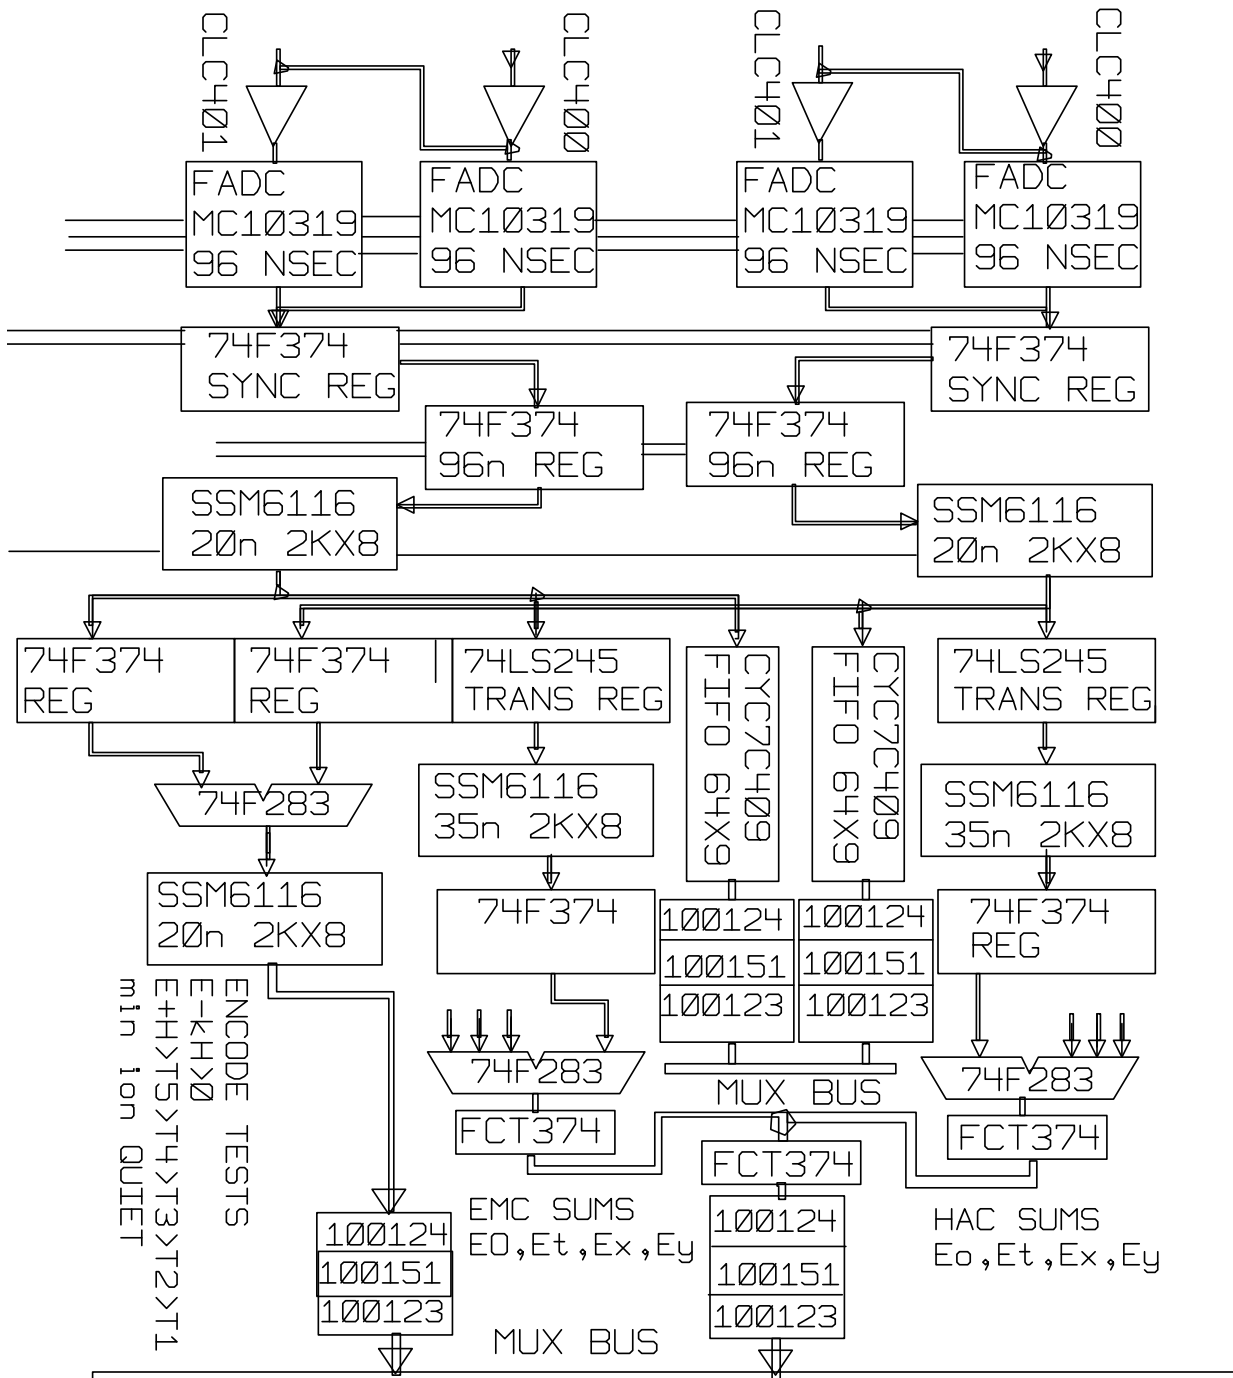 CLC401
CLC400
CLC401
CLC400
FADC
MC10319
96 NSEC
FADC
MC10319
96 NSEC
FADC
MC10319
96 NSEC
FADC
MC10319
96 NSEC
74F374
SYNC REG
74F374
SYNC REG
74F374
96n REG
74F374
96n REG
SSM6116
20n 2KX8
SSM6116
20n 2KX8
74F374
REG
74F374
REG
74LS245
TRANS REG
CYC7C409
FIFO 64X9
CYC7C409
FIFO 64X9
74LS245
TRANS REG
74F283
SSM6116
35n 2KX8
SSM6116
35n 2KX8
SSM6116
20n 2KX8
74F374
100124
100151
100123
100124
100151
100123
74F374
REG
ENCODE TESTS
E-kH>0
E+H>T5>T4>T3>T2>T1
min ion QUIET
74F283
MUX BUS
74F283
FCT374
FCT374
FCT374
EMC SUMS
EO,Et,Ex,Ey
HAC SUMS
Eo,Et,Ex,Ey
100124
100151
100123
100124
100151
100123
MUX BUS